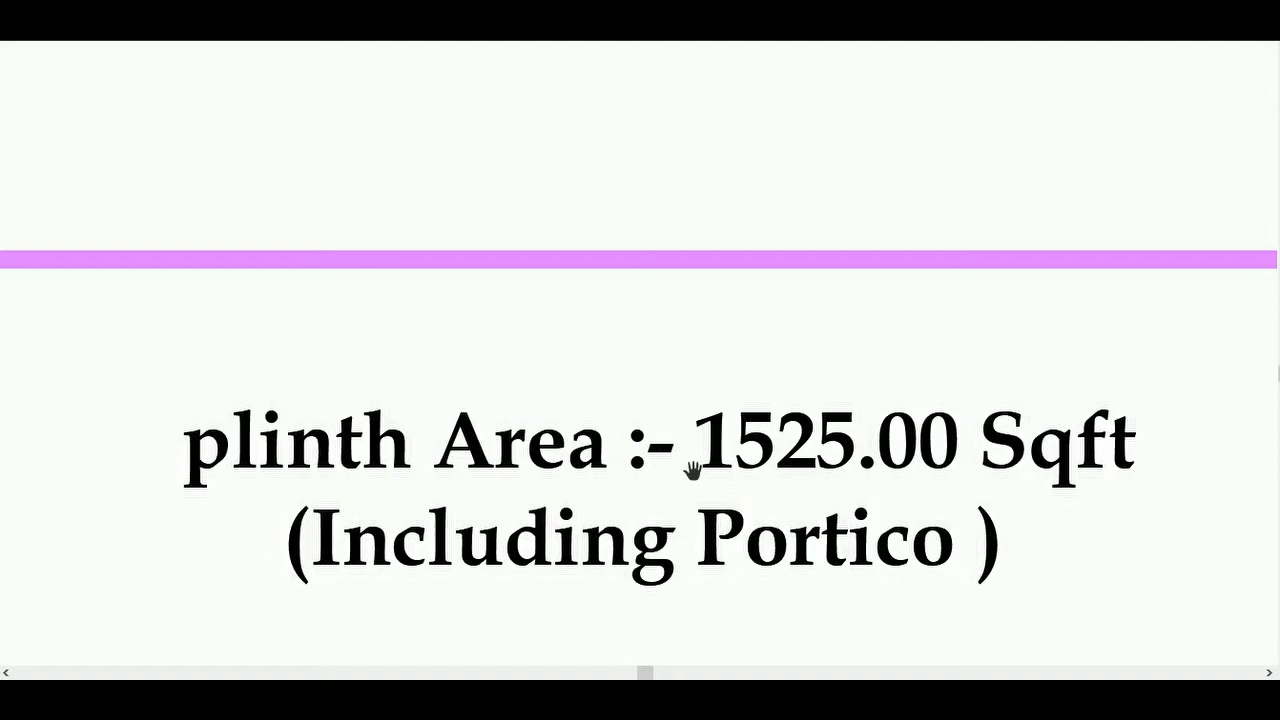 plinth Area :- 1525.00 Sqft
(Including Portico )